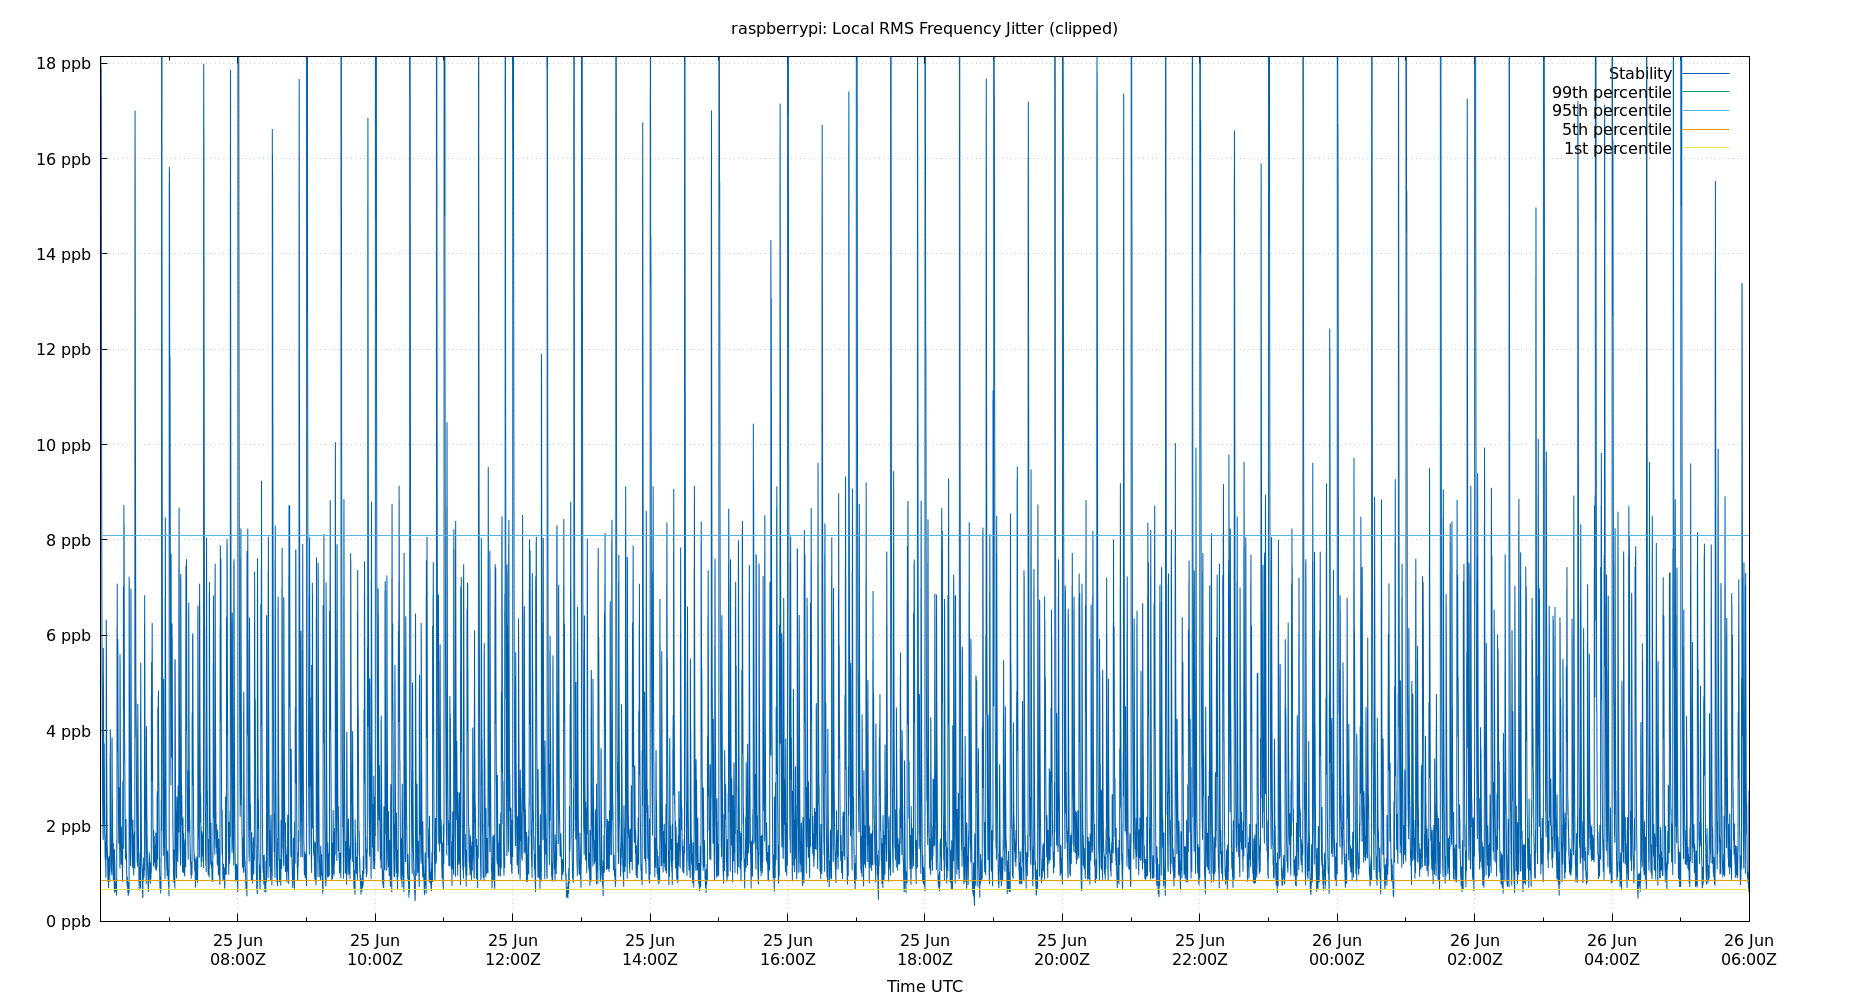 raspberrypi: Local RMS Frequency Jitter (clipped)
18 ppb
16 ppb
14 ppb
12 ppb
10 ppb
8 ppb
6 ppb
4 ppb
2 ppb
0 ppb
Stability
99th percentile
95th percentile
5th percentile
1st percentile
25 Jun 25 Jun 25 Jun 25 Jun 25 Jun 25 Jun 25 Jun 25 Jun 26 Jun 26 Jun 26 Jun 26 Jun
08:00Z 10:00Z 12:00Z 14:00Z 16:00Z 18:00Z 20:00Z 22:00Z 00:00Z 02:00Z 04:00Z 06:00Z
Time UTC